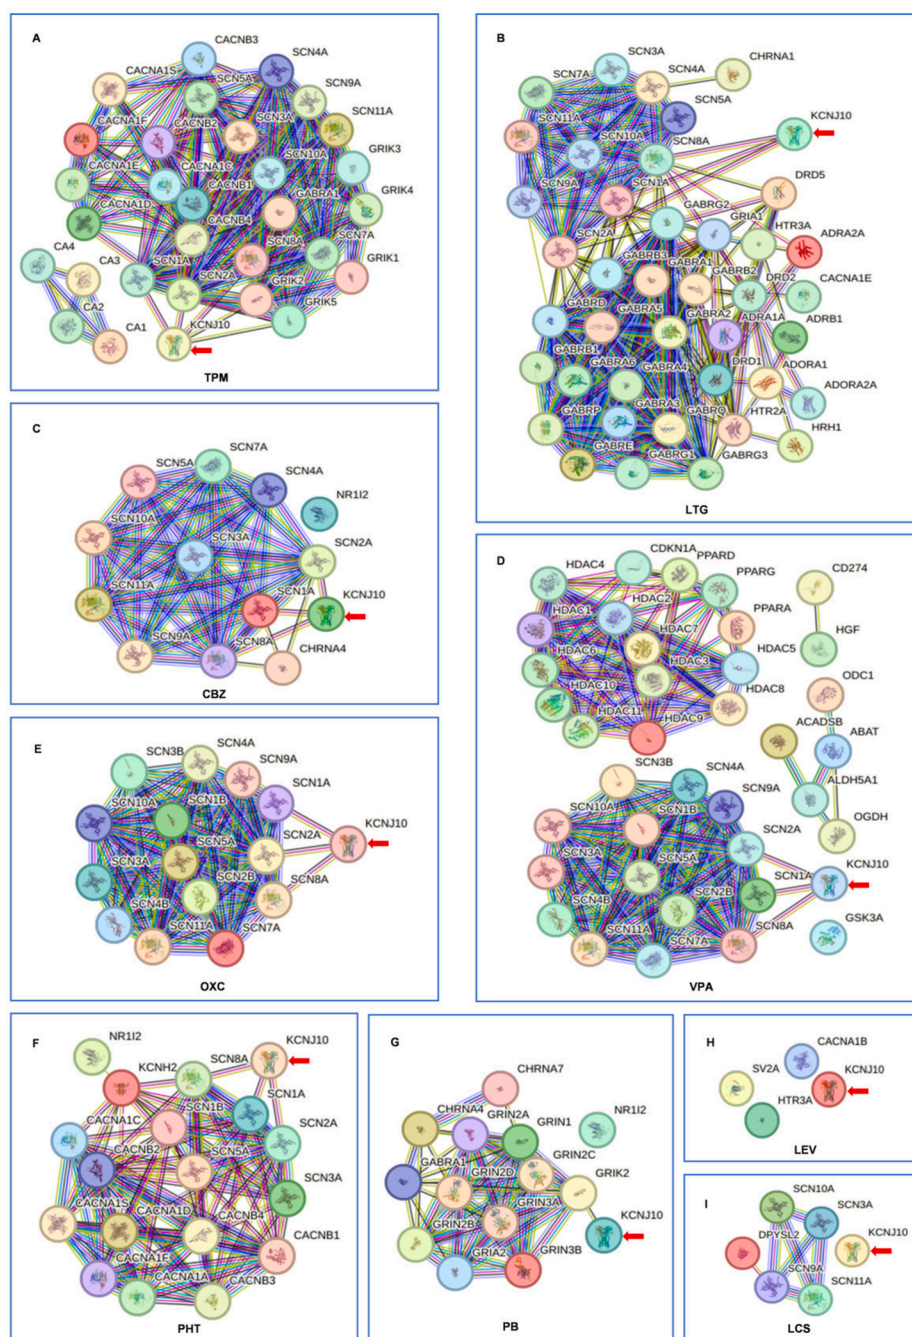 A
CACNB3
SCN4A
CACNA1S
SCN5A
SCN9A
CACNA1F
CACNB2
SCN3A
SCN11A
CACNA1E
CACNA1C
SCN10A
GRIK3
CACNA1D
CACNB1
GABRA1
GRIK4
CACNB4
SCN7A
CA4
CA3
SCN1A
SCN8A
SCN2A
GRIK2
GRIK1
CA2
GRIK5
CA1
KCNJ10
TPM
B
SCN3A
CHRNA1
SCN7A
SCN4A
SCN5A
KCNJ10
SCN11A
SCN10A
SCN8A
SCN9A
SCN1A
DRD5
GABRG2
GRIA1
HTR3A
SCN2A
ADRA2A
GABRB3
GABRA1
GABRB2
DRD2
CACNA1E
GABRD
GABRA5
GABRA2
ADRA1A
ADRB1
GABRB1
GABRA6
GABRA4
DRD1
ADORA1
GABRA3
ADORA2A
GABRP
GABRQ
HTR2A
GABRE
GABRG1
GABRG3
HRH1
LTG
C
SCN7A
SCN5A
SCN4A
NR1I2
SCN10A
SCN3A
SCN2A
SCN11A
SCN1A
KCNJ10
SCN9A
SCN8A
CHRNA4
CBZ
D
HDAC4
CDKN1A
PPARD
CD274
HDAC2
PPARG
HDAC1
HDAC7
PPARA
HGF
HDAC6
HDAC3
HDAC5
HDAC10
ODC1
HDAC8
HDAC11
HDAC9
ACADSB
ABAT
SCN3B
SCN4A
ALDH5A1
SCN10A
SCN1B
SCN9A
OGDH
SCN2A
SCN3A
SCN5A
KCNJ10
SCN1A
SCN4B
SCN2B
SCN8A
GSK3A
SCN11A
SCN7A
VPA
E
SCN3B
SCN4A
SCN9A
SCN1A
SCN10A
SCN1B
KCNJ10
SCN5A
SCN2A
SCN3A
SCN2B
SCN8A
SCN4B
SCN11A
SCN7A
OXC
F
NR1I2
KCNH2
SCN8A
KCNJ10
SCN1A
CACNA1C
SCN1B
SCN2A
CACNB2
SCN5A
SCN3A
CACNA1S
CACNA1D
CACNB4
CACNB1
CACNA1F
CACNA1A
CACNB3
PHT
G
CHRNA7
CHRNA4
GRIN2A
GRIN1
NR1I2
GRIN2C
GABRA1
GRIN2D
GRIK2
GRIN3A
KCNJ10
GRIN2B
GRIA2
GRIN3B
PB
H
CACNA1B
SV2A
KCNJ10
HTR3A
LEV
I
SCN10A
SCN3A
DPYSL2
KCNJ10
SCN9A
SCN11A
LCS